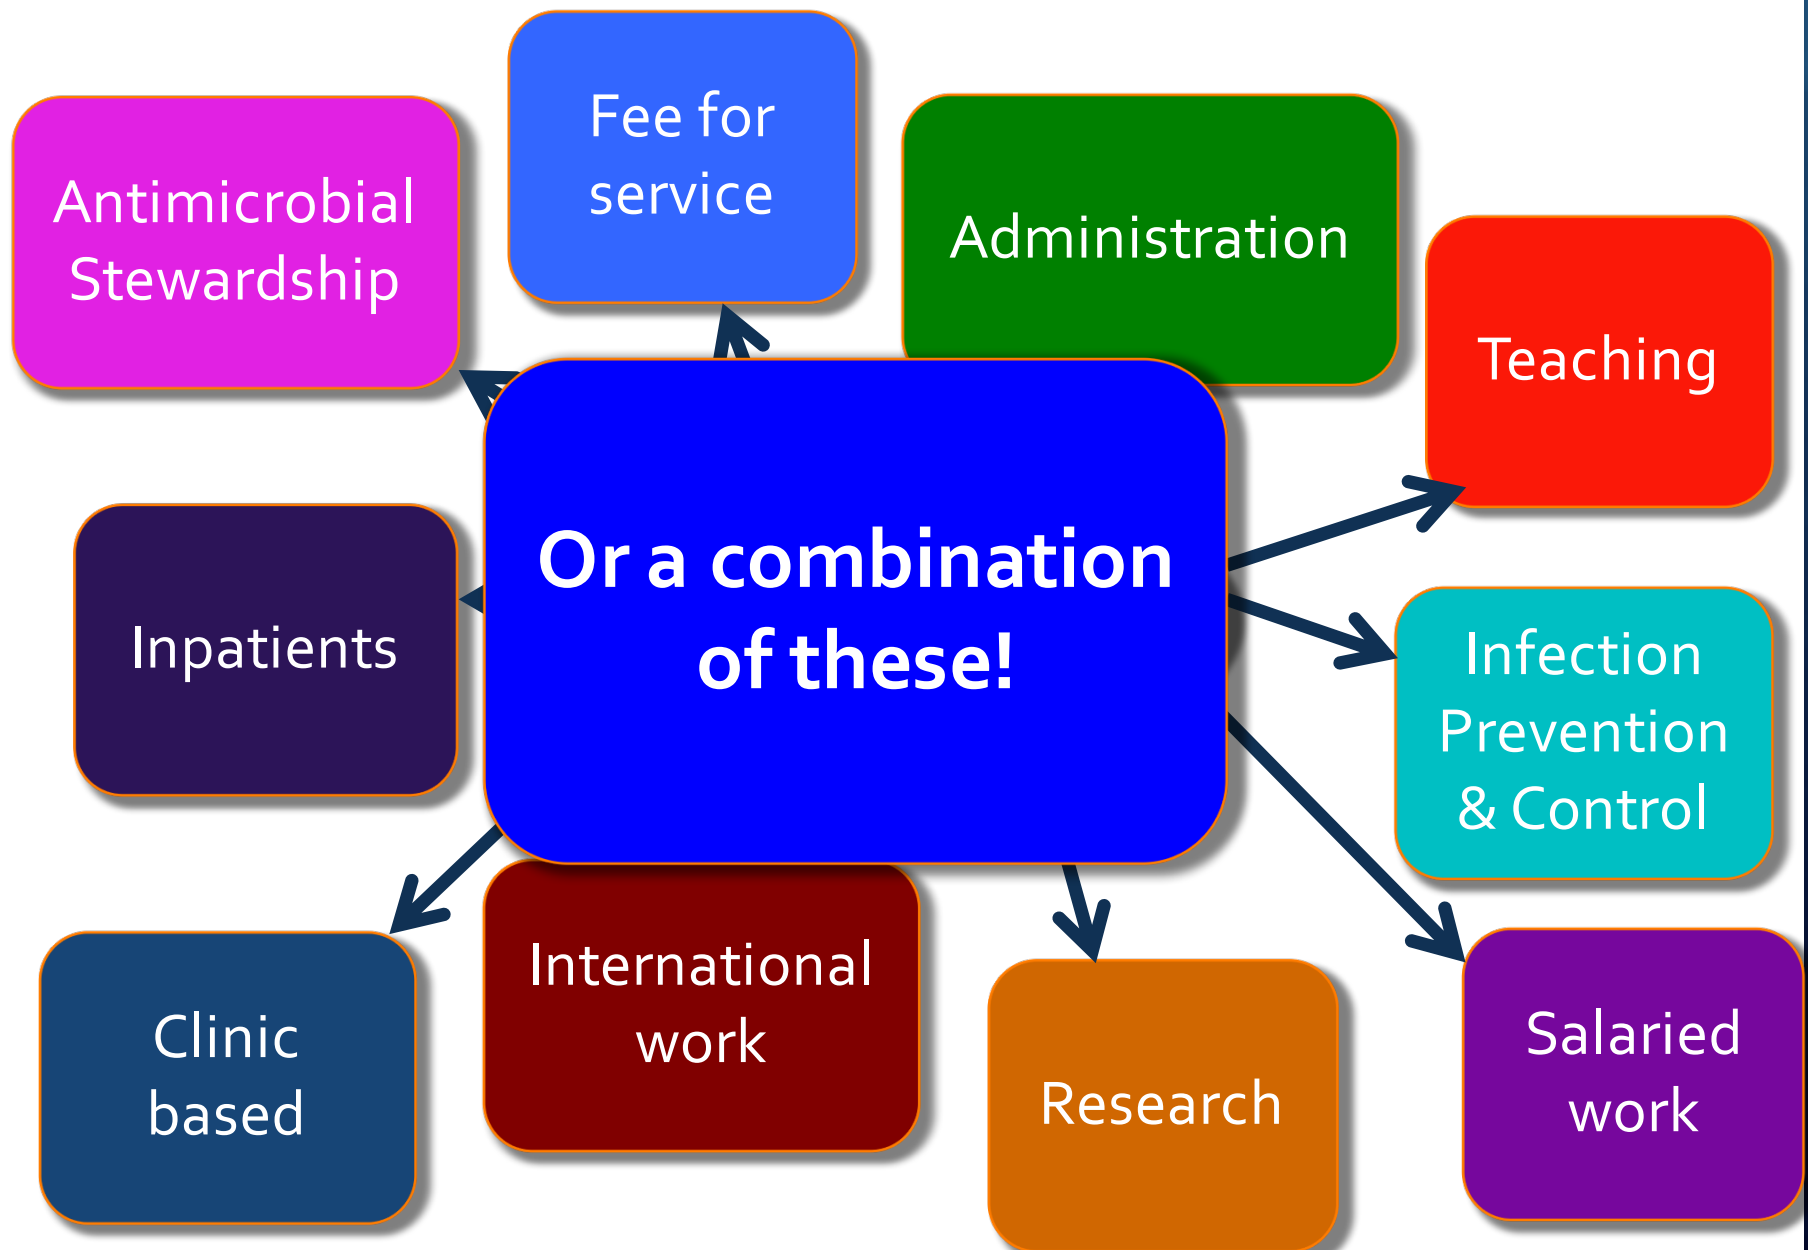 Fee for
service
Antimicrobial
Stewardship
Administration
Teaching
Or a combination
of these!
Inpatients
Infection
Prevention
& Control
International
work
Clinic
based
Research
Salaried
work